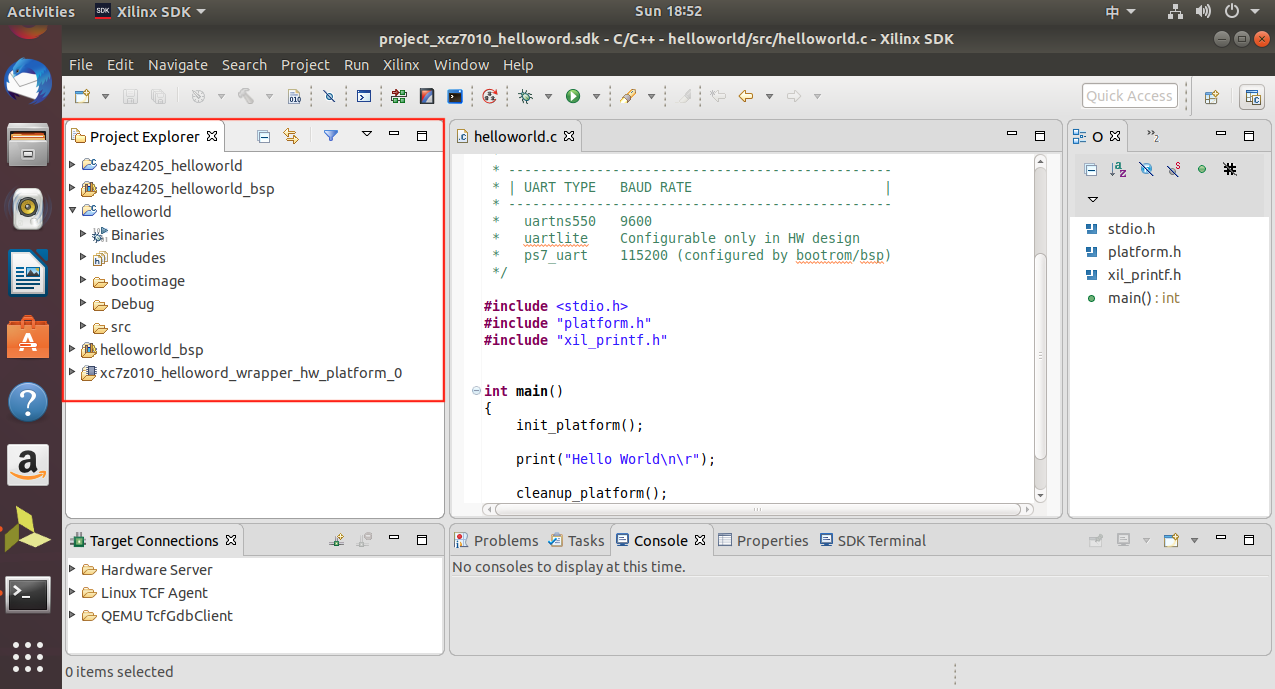 Activities SDK Xilinx SDK Sun 18:52 中
project_xcz7010_helloword.sdk - C/C++ - helloworld/src/helloworld.c - Xilinx SDK
File Edit Navigate Search Project Run Xilinx Window Help
010 Quick Access
Project Explorer
ebaz4205_helloworld
ebaz4205_helloworld_bsp
helloworld
Binaries
Includes
bootimage
Debug
src
helloworld_bsp
xc7z010_helloword_wrapper_hw_platform_0
helloworld.c
* ------------------------------------------------
* | UART TYPE   BAUD RATE                        |
* ------------------------------------------------
*   uartns550   9600
*   uartlite    Configurable only in HW design
*   ps7_uart    115200 (configured by bootrom/bsp)
*/
#include <stdio.h>
#include "platform.h"
#include "xil_printf.h"
int main()
{
init_platform();
print("Hello World\n\r");
cleanup_platform();
O »2
stdio.h
platform.h
xil_printf.h
main() : int
Target Connections
Hardware Server
Linux TCF Agent
QEMU TcfGdbClient
Problems Tasks Console Properties SDK Terminal
No consoles to display at this time.
0 items selected